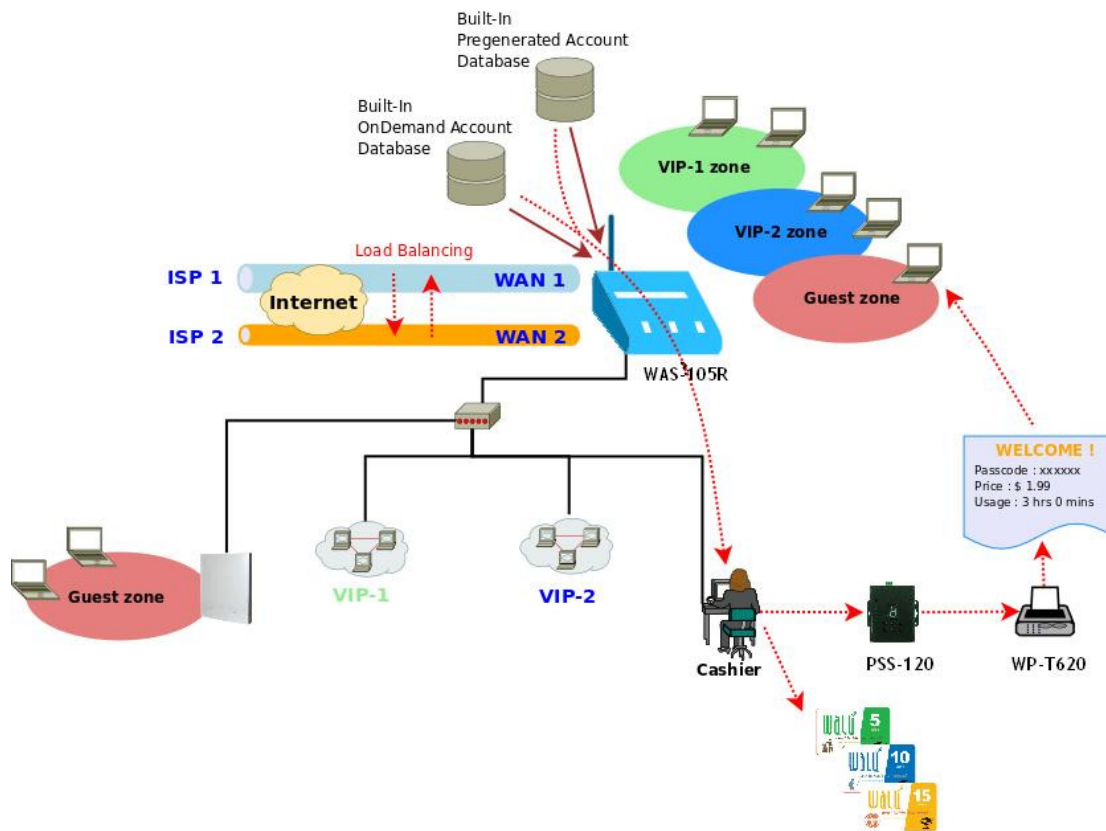 Built-In
Pregenerated Account
Database
Built-In
OnDemand Account
Database
VIP-1 zone
VIP-2 zone
Guest zone
Load Balancing
ISP 1
WAN 1
Internet
ISP 2
WAN 2
WAS-105R
WELCOME !
Passcode : xxxxxx
Price : $ 1.99
Usage : 3 hrs 0 mins
Guest zone
VIP-1
VIP-2
Cashier
PSS-120
WP-T620
5
10
15